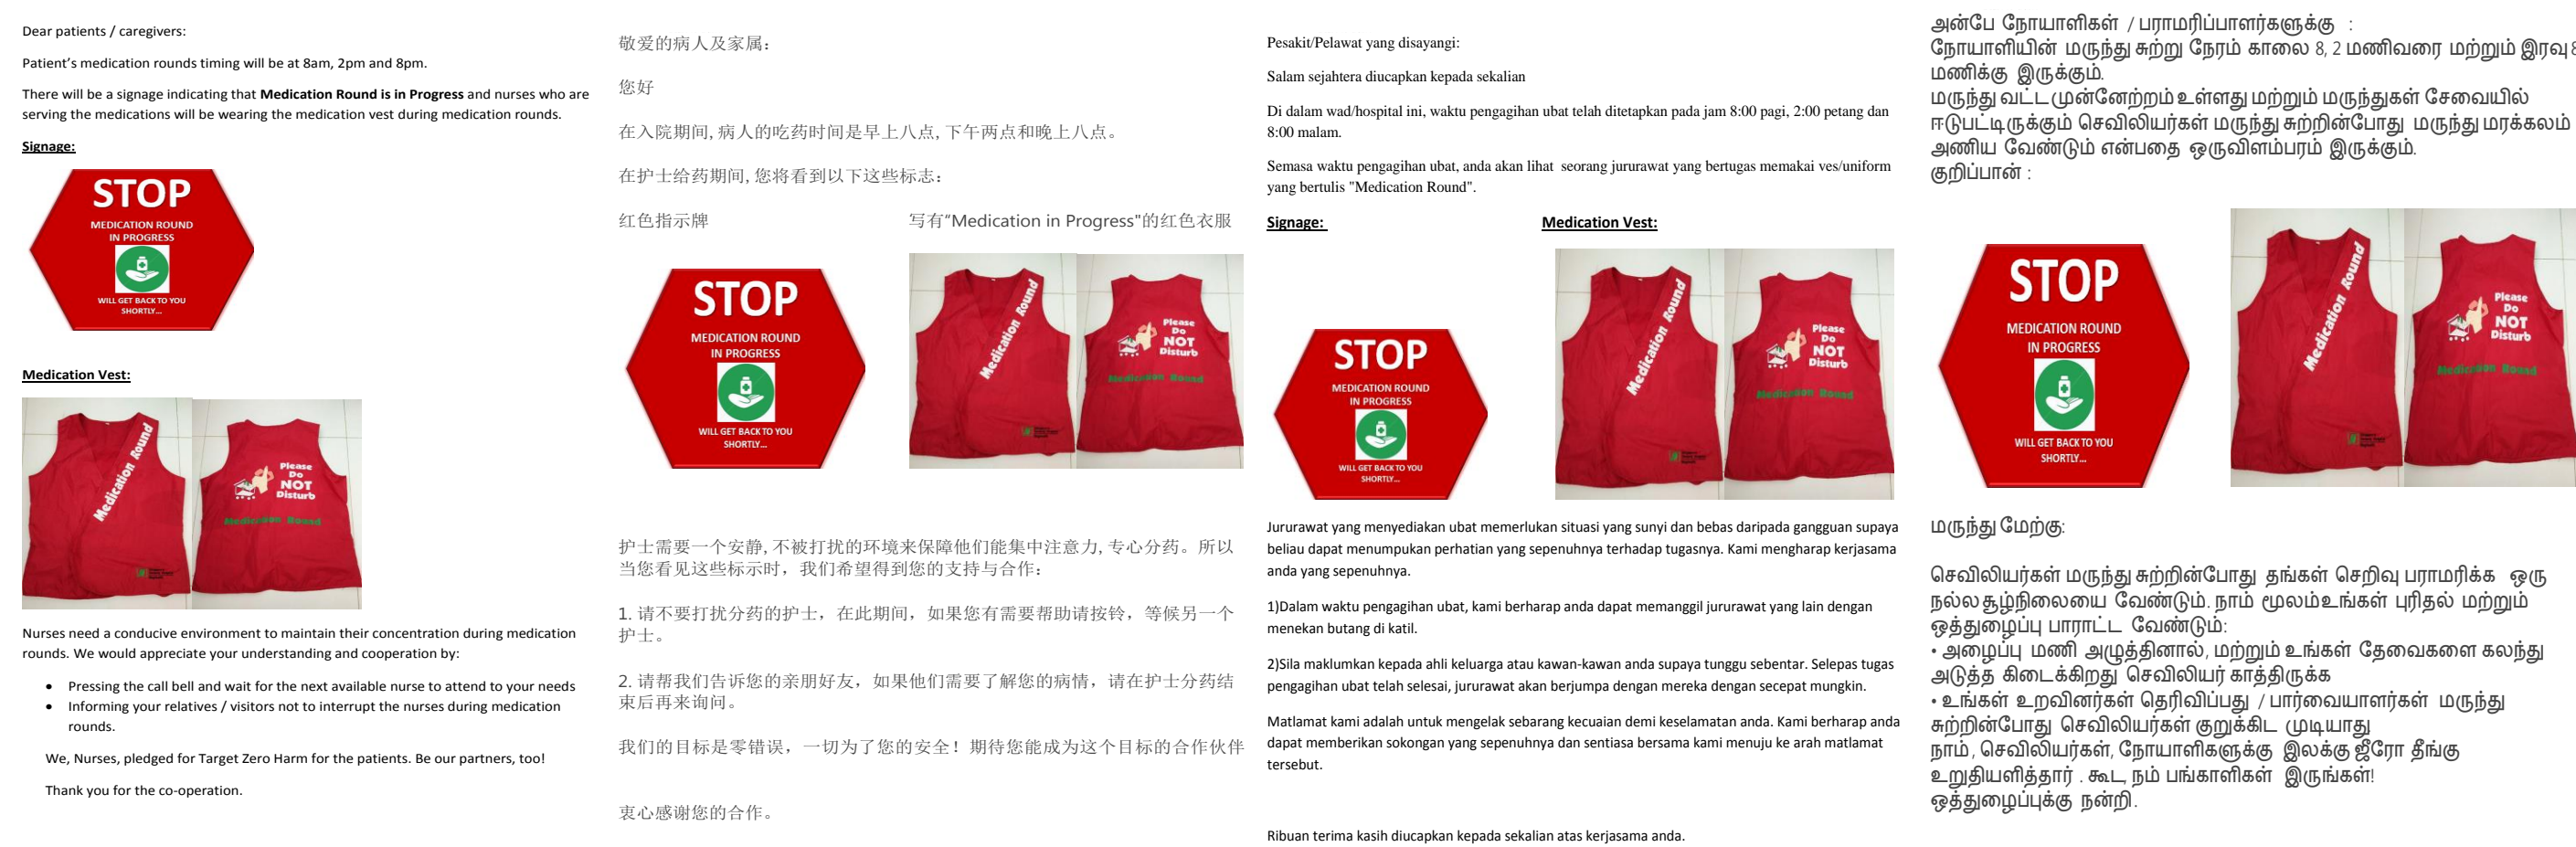 Dear patients / caregivers:
Patient's medication rounds timing will be at 8am, 2pm and 8pm.
There will be a signage indicating that Medication Round is in Progress and nurses who are
serving the medications will be wearing the medication vest during medication rounds.
Signage:
STOP
MEDICATION ROUND
IN PROGRESS
WILL GET BACK TO YOU
SHORTLY...
Medication Vest:
Medication Round
Please
Do
NOT
Disturb
Medication Round
Nurses need a conducive environment to maintain their concentration during medication
rounds. We would appreciate your understanding and cooperation by:
• Pressing the call bell and wait for the next available nurse to attend to your needs
• Informing your relatives / visitors not to interrupt the nurses during medication
rounds.
We, Nurses, pledged for Target Zero Harm for the patients. Be our partners, too!
Thank you for the co-operation.
敬爱的病人及家属：
您好
在入院期间,病人的吃药时间是早上八点,下午两点和晚上八点。
在护士给药期间,您将看到以下这些标志：
红色指示牌 写有“Medication in Progress"的红色衣服
STOP
MEDICATION ROUND
IN PROGRESS
WILL GET BACK TO YOU
SHORTLY...
Medication Round
Please
Do
NOT
Disturb
Medication Round
护士需要一个安静,不被打扰的环境来保障他们能集中注意力,专心分药。所以
当您看见这些标示时，我们希望得到您的支持与合作：
1. 请不要打扰分药的护士，在此期间，如果您有需要帮助请按铃，等候另一个
护士。
2. 请帮我们告诉您的亲朋好友，如果他们需要了解您的病情，请在护士分药结
束后再来询问。
我们的目标是零错误，一切为了您的安全！期待您能成为这个目标的合作伙伴
衷心感谢您的合作。
Pesakit/Pelawat yang disayangi:
Salam sejahtera diucapkan kepada sekalian
Di dalam wad/hospital ini, waktu pengagihan ubat telah ditetapkan pada jam 8:00 pagi, 2:00 petang dan
8:00 malam.
Semasa waktu pengagihan ubat, anda akan lihat seorang jururawat yang bertugas memakai ves/uniform
yang bertulis "Medication Round".
Signage: Medication Vest:
STOP
MEDICATION ROUND
IN PROGRESS
WILL GET BACK TO YOU
SHORTLY...
Medication Round
Please
Do
NOT
Disturb
Medication Round
Jururawat yang menyediakan ubat memerlukan situasi yang sunyi dan bebas daripada gangguan supaya
beliau dapat menumpukan perhatian yang sepenuhnya terhadap tugasnya. Kami mengharap kerjasama
anda yang sepenuhnya.
1)Dalam waktu pengagihan ubat, kami berharap anda dapat memanggil jururawat yang lain dengan
menekan butang di katil.
2)Sila maklumkan kepada ahli keluarga atau kawan-kawan anda supaya tunggu sebentar. Selepas tugas
pengagihan ubat telah selesai, jururawat akan berjumpa dengan mereka dengan secepat mungkin.
Matlamat kami adalah untuk mengelak sebarang kecuaian demi keselamatan anda. Kami berharap anda
dapat memberikan sokongan yang sepenuhnya dan sentiasa bersama kami menuju ke arah matlamat
tersebut.
Ribuan terima kasih diucapkan kepada sekalian atas kerjasama anda.
அன்பே நோயாளிகள் / பராமரிப்பாளர்களுக்கு :
நோயாளியின் மருந்து சுற்று நேரம் காலை 8, 2 மணிவரை மற்றும் இரவு 8
மணிக்கு இருக்கும்.
மருந்து வட்டமுன்னேற்றம் உள்ளது மற்றும் மருந்துகள் சேவையில்
ஈடுபட்டிருக்கும் செவிலியர்கள் மருந்து சுற்றின்போது மருந்து மரக்கலம்
அணிய வேண்டும் என்பதை ஒருவிளம்பரம் இருக்கும்.
குறிப்பான் :
STOP
MEDICATION ROUND
IN PROGRESS
WILL GET BACK TO YOU
SHORTLY...
Medication Round
Please
Do
NOT
Disturb
Medication Round
மருந்து மேற்கு:
செவிலியர்கள் மருந்து சுற்றின்போது தங்கள் செறிவு பராமரிக்க ஒரு
நல்ல சூழ்நிலையை வேண்டும். நாம் மூலம்உங்கள் புரிதல் மற்றும்
ஒத்துழைப்பு பாராட்ட வேண்டும்:
• அழைப்பு மணி அழுத்தினால், மற்றும் உங்கள் தேவைகளை கலந்து
அடுத்த கிடைக்கிறது செவிலியர் காத்திருக்க
• உங்கள் உறவினர்கள் தெரிவிப்பது / பார்வையாளர்கள் மருந்து
சுற்றின்போது செவிலியர்கள் குறுக்கிட முடியாது
நாம், செவிலியர்கள், நோயாளிகளுக்கு இலக்கு ஜீரோ தீங்கு
உறுதியளித்தார் . கூட, நம் பங்காளிகள் இருங்கள்!
ஒத்துழைப்புக்கு நன்றி.